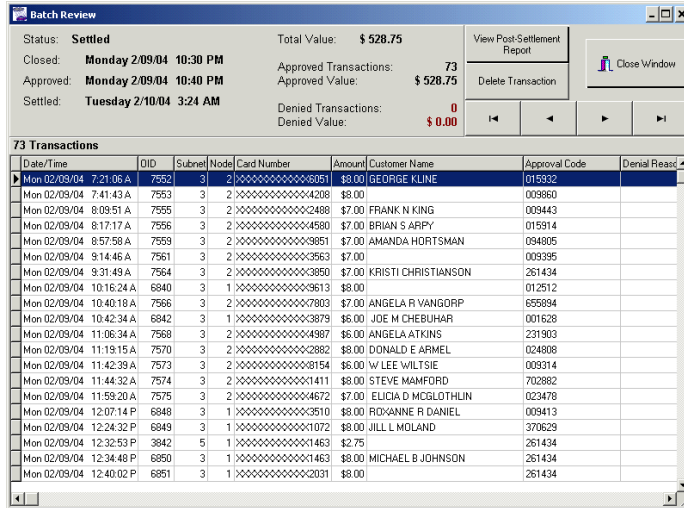 Batch Review
Status: Settled
Total Value: $ 528.75
View Post-Settlement Report
Close Window
Closed: Monday 2/09/04 10:30 PM
Approved Transactions: 73
Approved: Monday 2/09/04 10:40 PM
Approved Value: $ 528.75
Delete Transaction
Settled: Tuesday 2/10/04 3:24 AM
Denied Transactions: 0
Denied Value: $ 0.00
73 Transactions
Date/Time OID Subnet Node Card Number Amount Customer Name Approval Code Denial Reasc
Mon 02/09/04 7:21:06 A 7552 3 2 XXXXXXXXXXXX6051 $8.00 GEORGE KLINE 015932
Mon 02/09/04 7:41:43 A 7553 3 2 XXXXXXXXXXXX4208 $8.00 009860
Mon 02/09/04 8:09:51 A 7555 3 2 XXXXXXXXXXXX2488 $7.00 FRANK N KING 009443
Mon 02/09/04 8:17:17 A 7556 3 2 XXXXXXXXXXXX4580 $7.00 BRIAN S ARPY 015914
Mon 02/09/04 8:57:58 A 7559 3 2 XXXXXXXXXXXX9851 $7.00 AMANDA HORTSMAN 094805
Mon 02/09/04 9:14:46 A 7561 3 2 XXXXXXXXXXXX3563 $7.00 009395
Mon 02/09/04 9:31:49 A 7564 3 2 XXXXXXXXXXXX3850 $7.00 KRISTI CHRISTIANSON 261434
Mon 02/09/04 10:16:24 A 6840 3 1 XXXXXXXXXXXX9613 $8.00 012512
Mon 02/09/04 10:40:18 A 7566 3 2 XXXXXXXXXXXX7803 $7.00 ANGELA R VANGORP 655894
Mon 02/09/04 10:42:34 A 6842 3 1 XXXXXXXXXXXX3879 $6.00 JOE M CHEBUHAR 001628
Mon 02/09/04 11:06:34 A 7568 3 2 XXXXXXXXXXXX4987 $6.00 ANGELA ATKINS 231903
Mon 02/09/04 11:19:15 A 7570 3 2 XXXXXXXXXXXX2882 $8.00 DONALD E ARMEL 024808
Mon 02/09/04 11:42:39 A 7573 3 2 XXXXXXXXXXXX8154 $6.00 W LEE WILTSIE 009314
Mon 02/09/04 11:44:32 A 7574 3 2 XXXXXXXXXXXX1411 $8.00 STEVE MAMFORD 702882
Mon 02/09/04 11:59:20 A 7575 3 2 XXXXXXXXXXXX4672 $7.00 ELICIA D MCGLOTHLIN 023478
Mon 02/09/04 12:07:14 P 6848 3 1 XXXXXXXXXXXX3510 $8.00 ROXANNE R DANIEL 009413
Mon 02/09/04 12:24:32 P 6849 3 1 XXXXXXXXXXXX1072 $8.00 JILL L MOLAND 370629
Mon 02/09/04 12:32:53 P 3842 5 1 XXXXXXXXXXXX1463 $2.75 261434
Mon 02/09/04 12:34:48 P 6850 3 1 XXXXXXXXXXXX1463 $8.00 MICHAEL B JOHNSON 261434
Mon 02/09/04 12:40:02 P 6851 3 1 XXXXXXXXXXXX2031 $8.00 261434